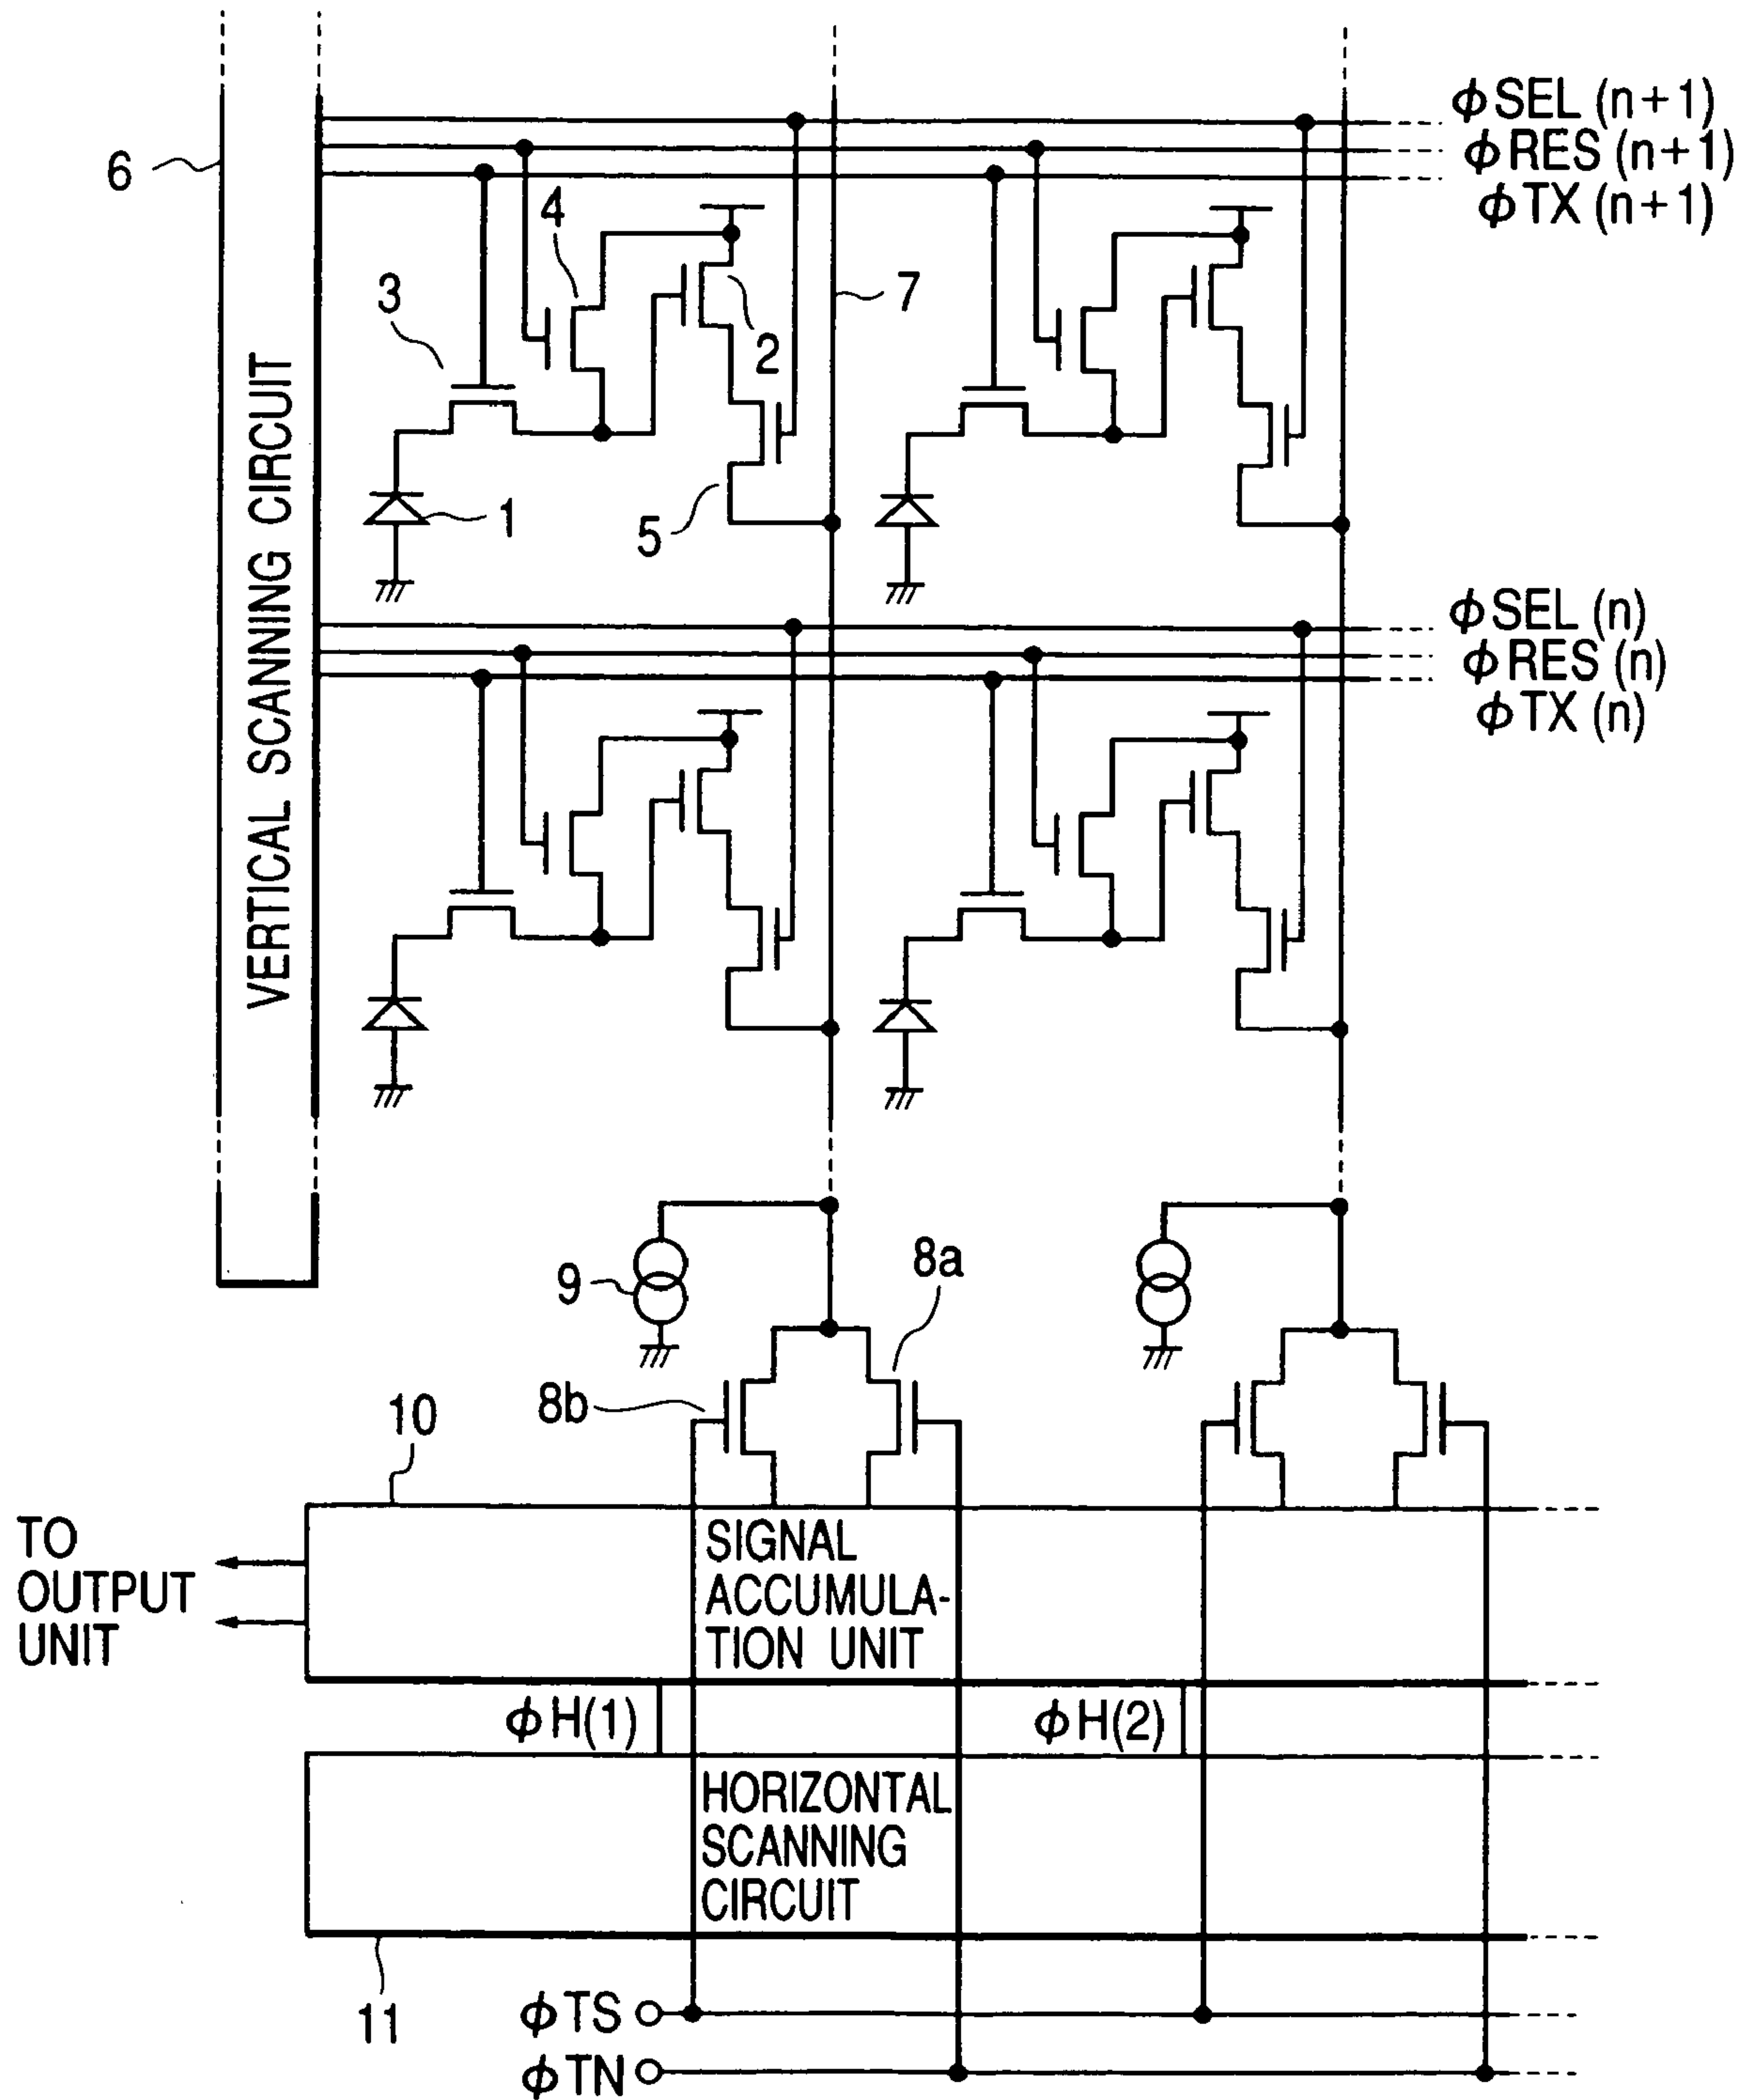 φSEL (n+1)
φRES (n+1)
φTX (n+1)
6
4
3
7
2
VERTICAL SCANNING CIRCUIT
1
5
φSEL (n)
φRES (n)
φTX (n)
8a
9
8b
10
TO
OUTPUT
UNIT
SIGNAL
ACCUMULA-
TION UNIT
φH(1)
φH(2)
HORIZONTAL
SCANNING
CIRCUIT
11
φTS
φTN